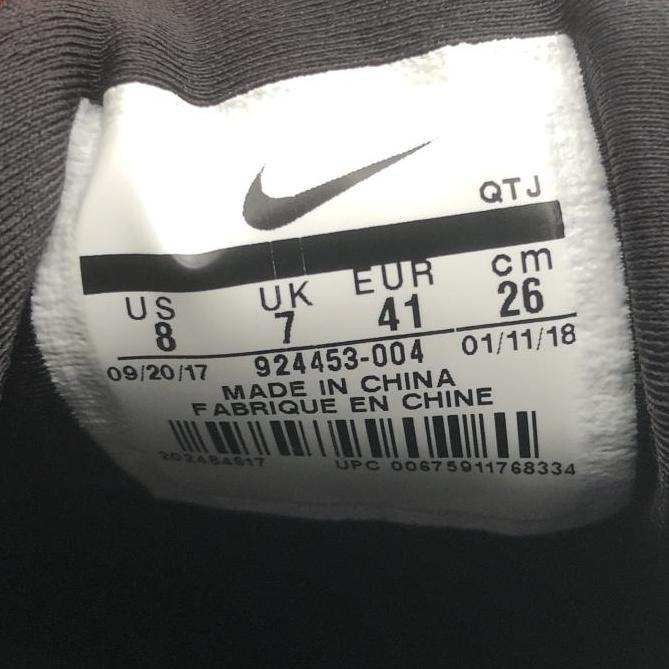 QTJ
US UK EUR cm
8 7 41 26
09/20/17 924453-004 01/11/18
MADE IN CHINA
FABRIQUE EN CHINE
UPC 00675911768334